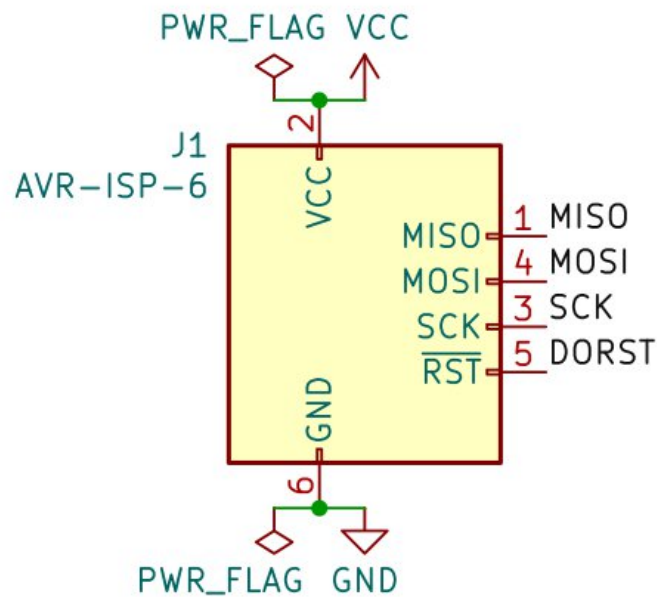 PWR_FLAG VCC
2
J1
AVR-ISP-6
VCC
MISO 1 MISO
MOSI 4 MOSI
SCK 3 SCK
RST 5 DORST
GND
6
PWR_FLAG GND